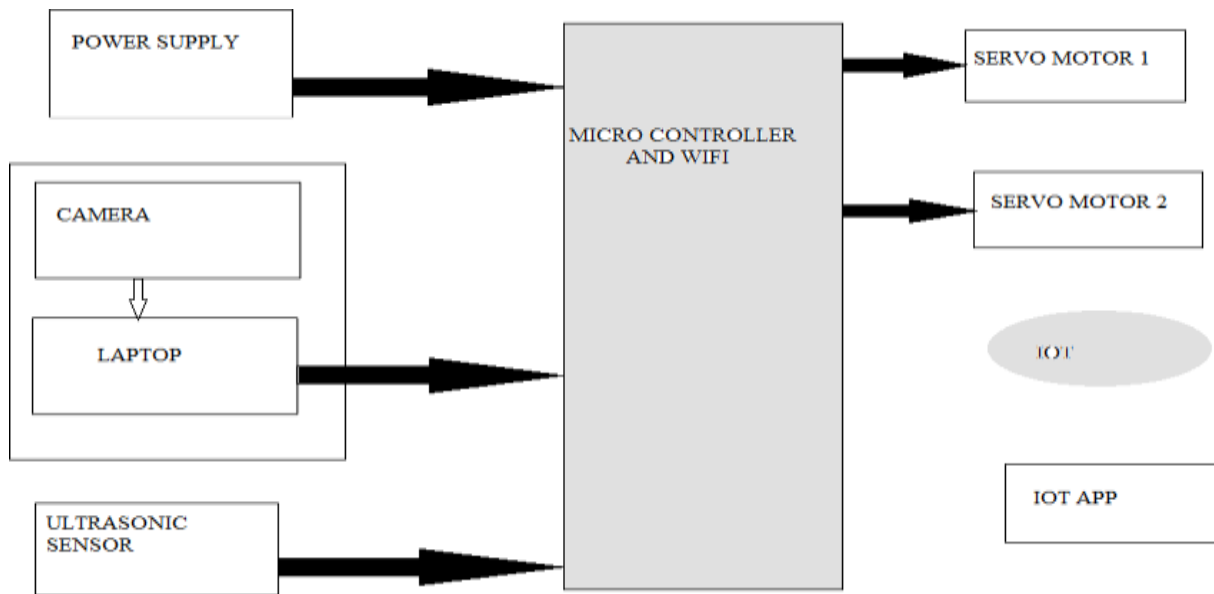 POWER SUPPLY
CAMERA
LAPTOP
ULTRASONIC
SENSOR
MICRO CONTROLLER
AND WIFI
SERVO MOTOR 1
SERVO MOTOR 2
IOT
IOT APP